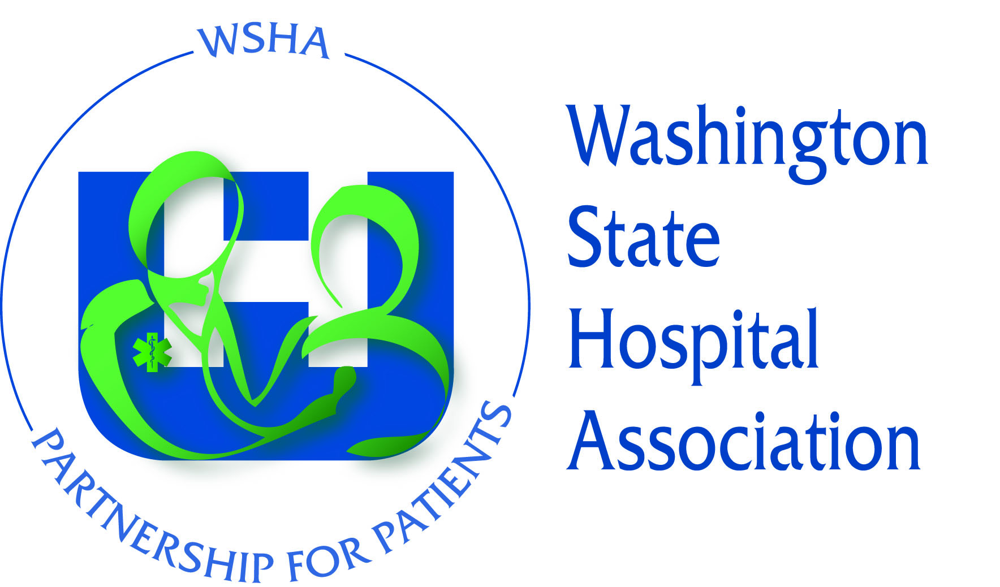 WSHA
PARTNERSHIP FOR PATIENTS
Washington
State
Hospital
Association